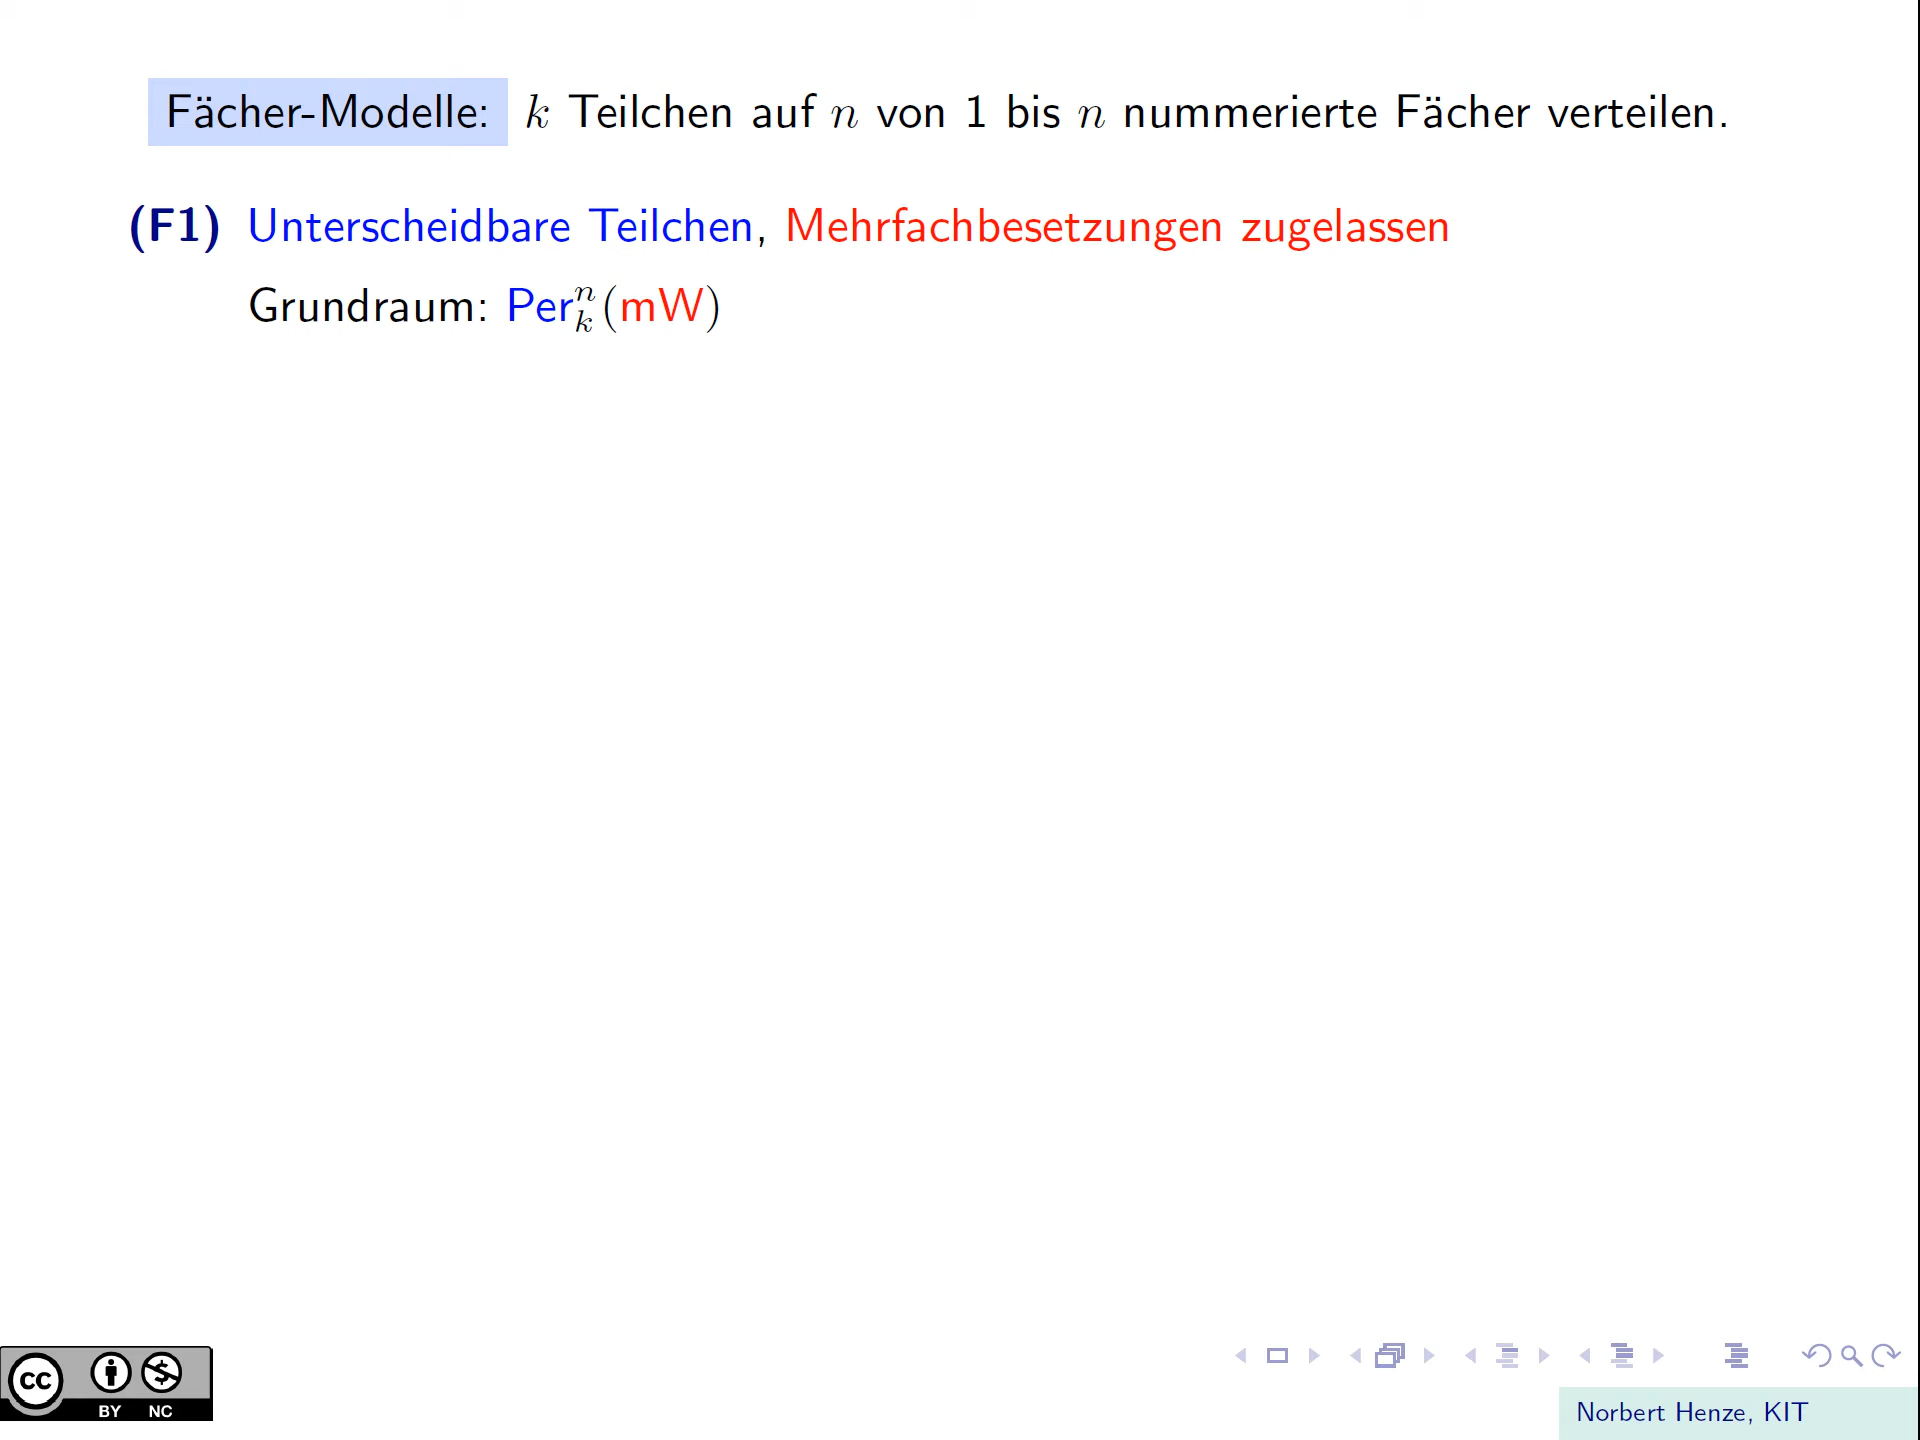 Fächer-Modelle: k Teilchen auf n von 1 bis n nummerierte Fächer verteilen.
(F1) Unterscheidbare Teilchen, Mehrfachbesetzungen zugelassen
Grundraum: Per^n_k(mW)
cc BY NC
Norbert Henze, KIT